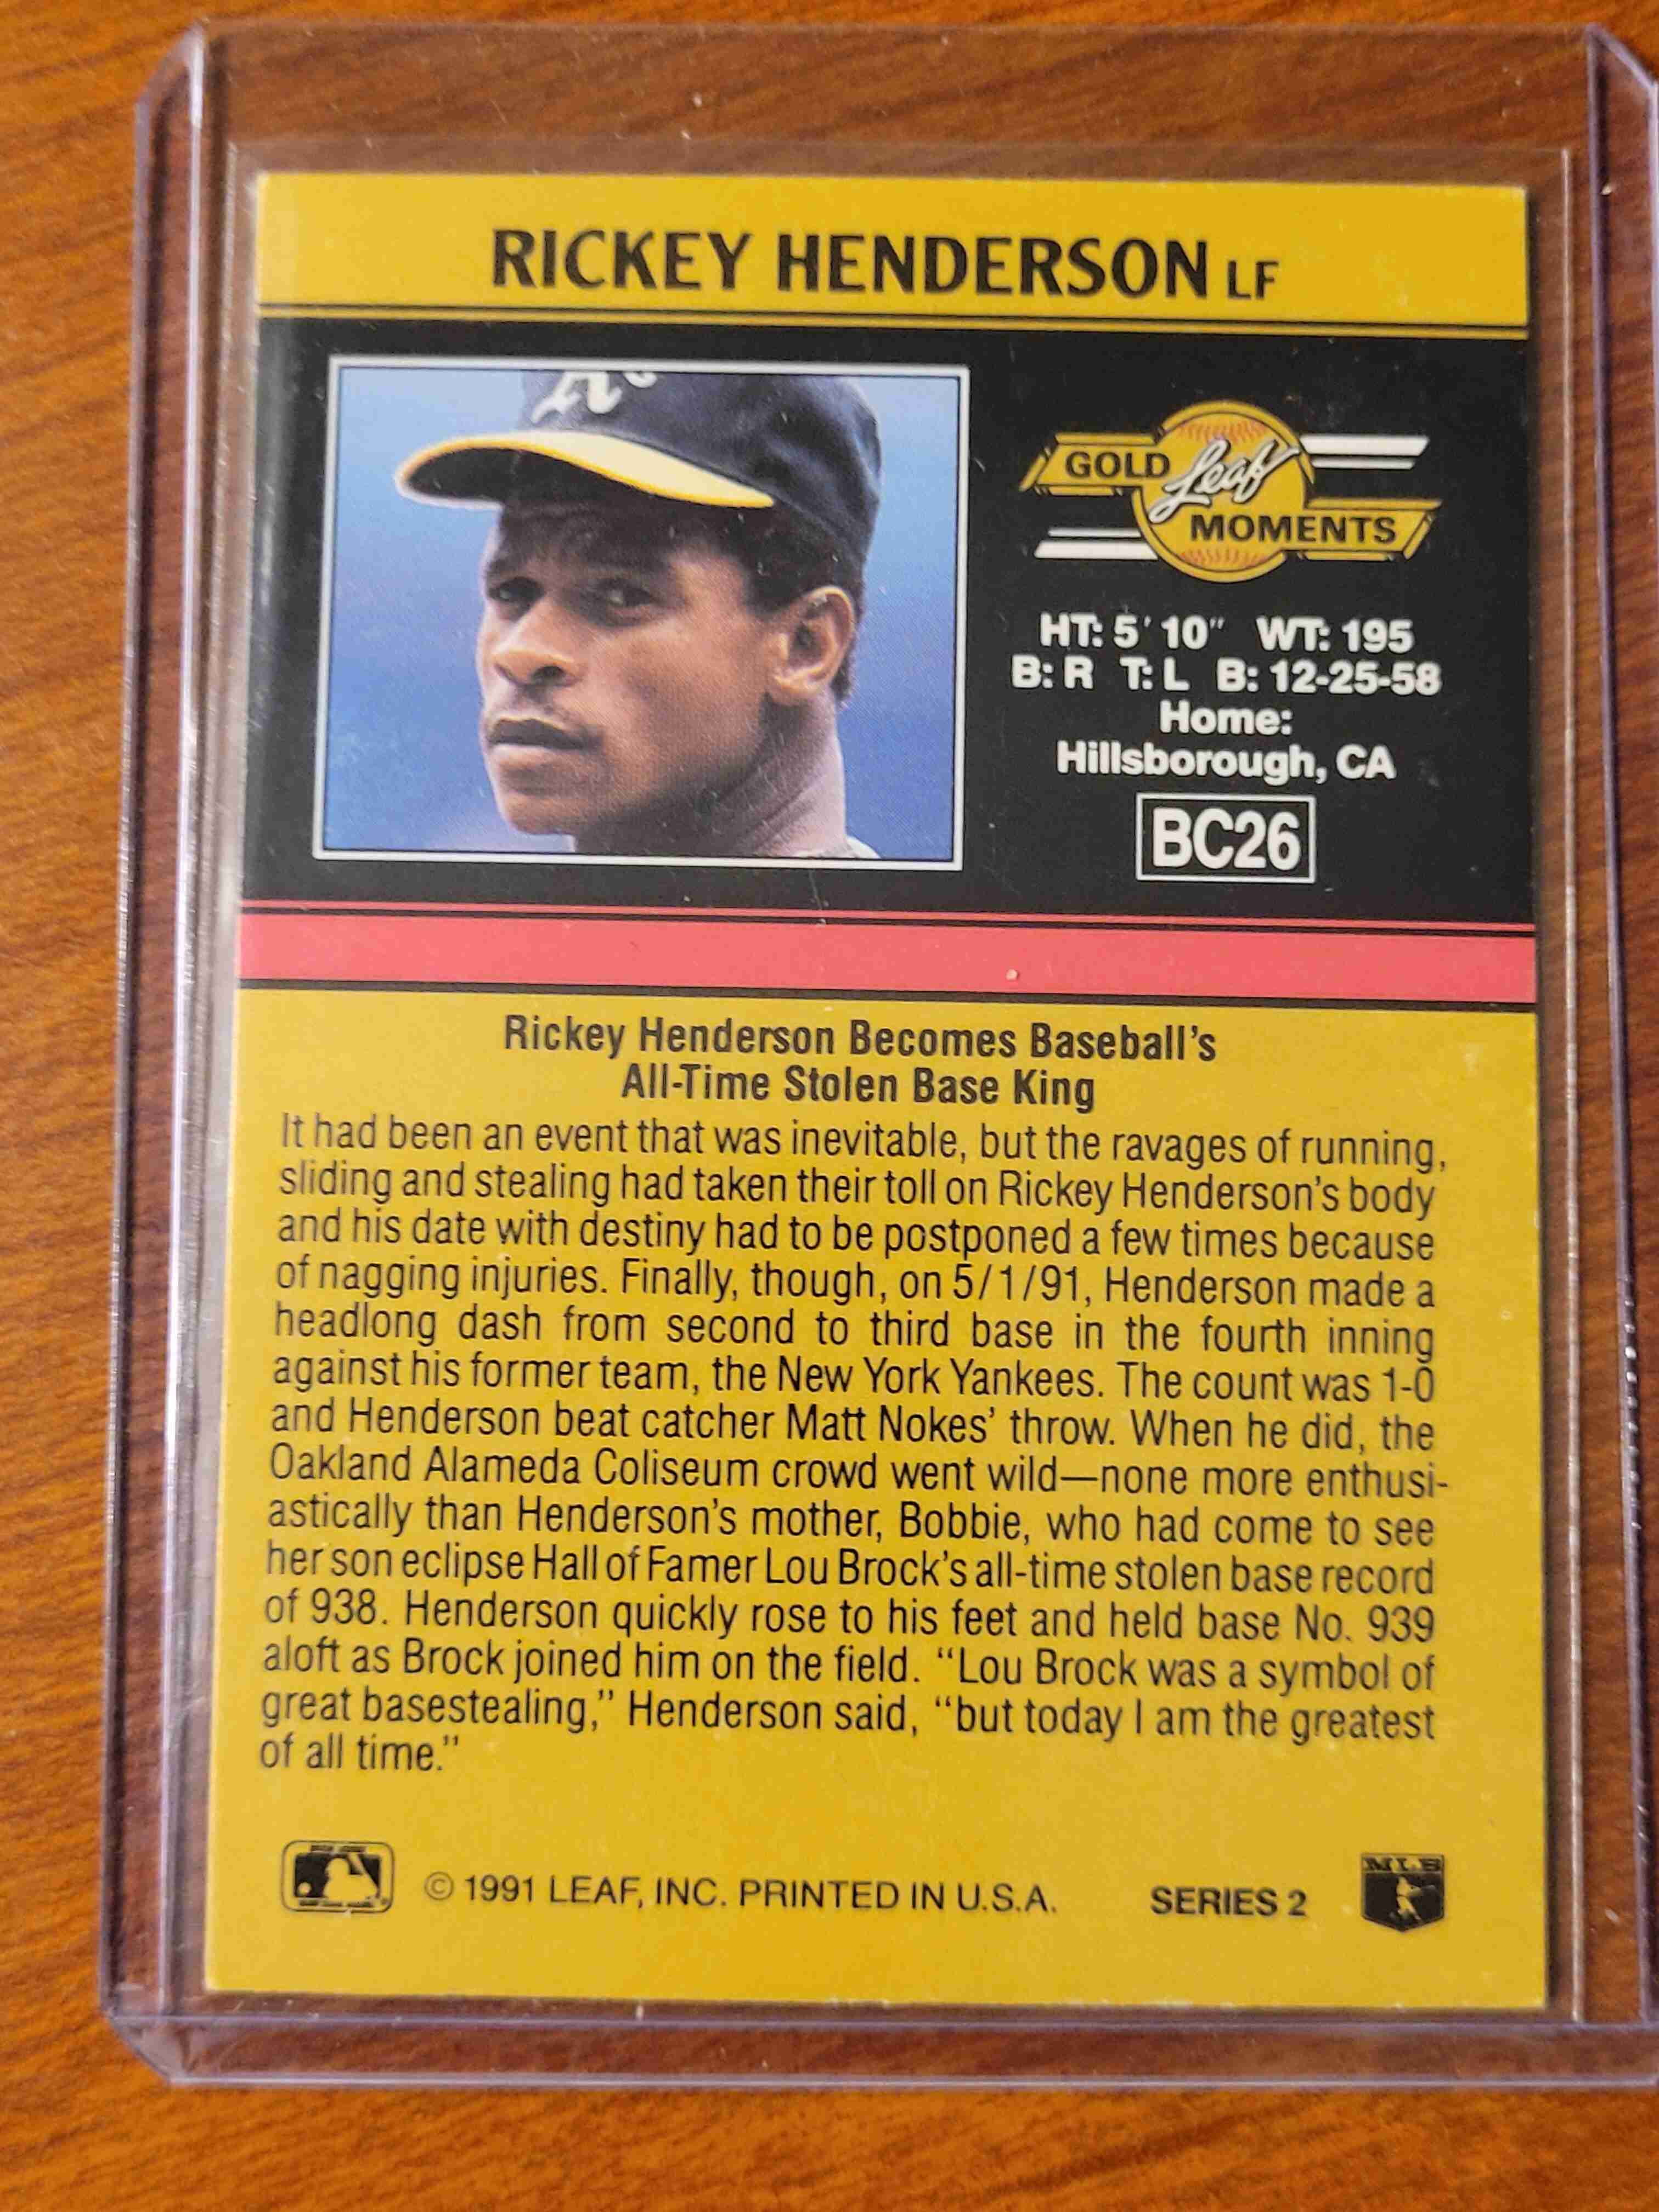 RICKEY HENDERSON LF
A's
GOLD Leaf MOMENTS
HT: 5' 10" WT: 195
B: R T: L B: 12-25-58
Home:
Hillsborough, CA
BC26
Rickey Henderson Becomes Baseball's
All-Time Stolen Base King
It had been an event that was inevitable, but the ravages of running,
sliding and stealing had taken their toll on Rickey Henderson's body
and his date with destiny had to be postponed a few times because
of nagging injuries. Finally, though, on 5/1/91, Henderson made a
headlong dash from second to third base in the fourth inning
against his former team, the New York Yankees. The count was 1-0
and Henderson beat catcher Matt Nokes' throw. When he did, the
Oakland Alameda Coliseum crowd went wild—none more enthusi-
astically than Henderson's mother, Bobbie, who had come to see
her son eclipse Hall of Famer Lou Brock's all-time stolen base record
of 938. Henderson quickly rose to his feet and held base No. 939
aloft as Brock joined him on the field. "Lou Brock was a symbol of
great basestealing," Henderson said, "but today I am the greatest
of all time."
© 1991 LEAF, INC. PRINTED IN U.S.A. SERIES 2 MLB